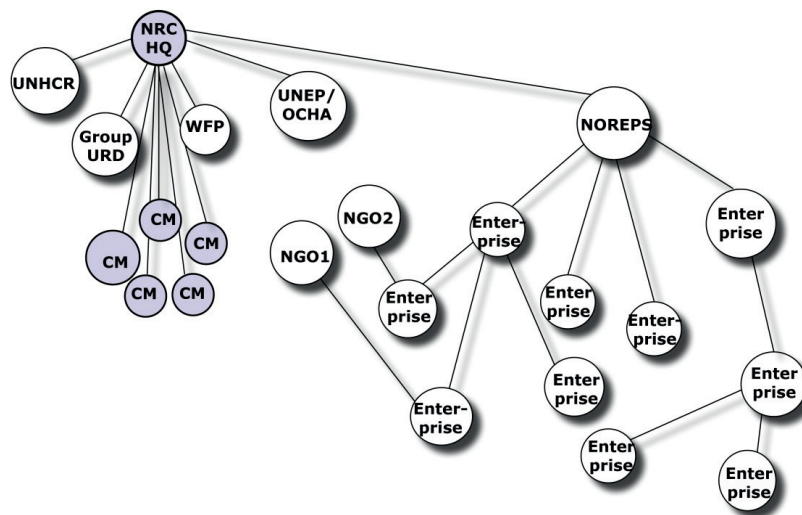 NRC
HQ
UNHCR
UNEP/
OCHA
WFP
Group
URD
NOREPS
CM
CM
CM
CM
CM
NGO2
NGO1
Enter-
prise
Enter
prise
Enter
prise
Enter
prise
Enter-
prise
Enter
prise
Enter
prise
Enter-
prise
Enter
prise
Enter
prise